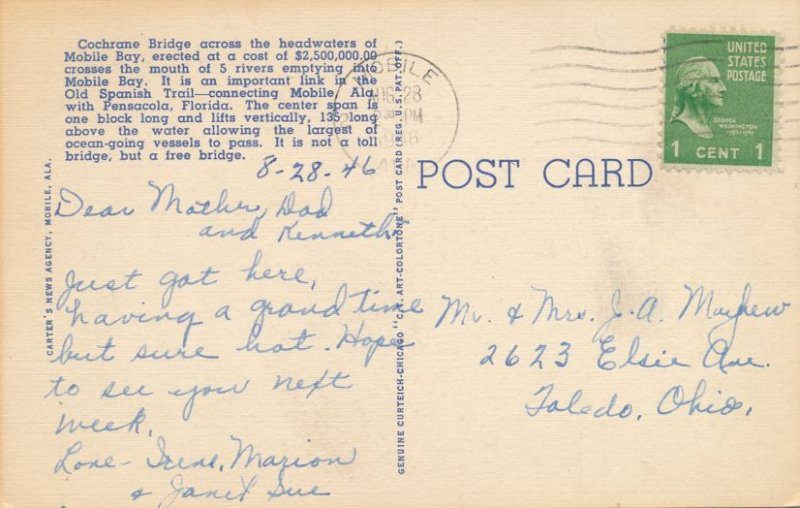 Cochrane Bridge across the headwaters of
Mobile Bay, erected at a cost of $2,500,000.00
crosses the mouth of 5 rivers emptying into
Mobile Bay. It is an important link in the
Old Spanish Trail—connecting Mobile, Ala.
with Pensacola, Florida. The center span is
one block long and lifts vertically, 135 long
above the water allowing the largest of
ocean-going vessels to pass. It is not a toll
bridge, but a free bridge.
8-28-46
Dear Mother, Dad
and Kenneth
Just got here,
having a grand time
but sure hot. Hope
to see you next
week.
Love- Irene, Marion
& Janet Sue
CARTER'S NEWS AGENCY, MOBILE, ALA.
GENUINE CURTEICH-CHICAGO "C.T. ART-COLORTONE" POST CARD (REG. U.S. PAT. OFF.)
MOBILE
AUG 28
PM
1946
ALA
POST CARD
UNITED
STATES
POSTAGE
GEORGE
WASHINGTON
1789-1797
1 CENT 1
Mr. & Mrs. J. A. Mayhew
2623 Elsie Ave.
Toledo, Ohio,